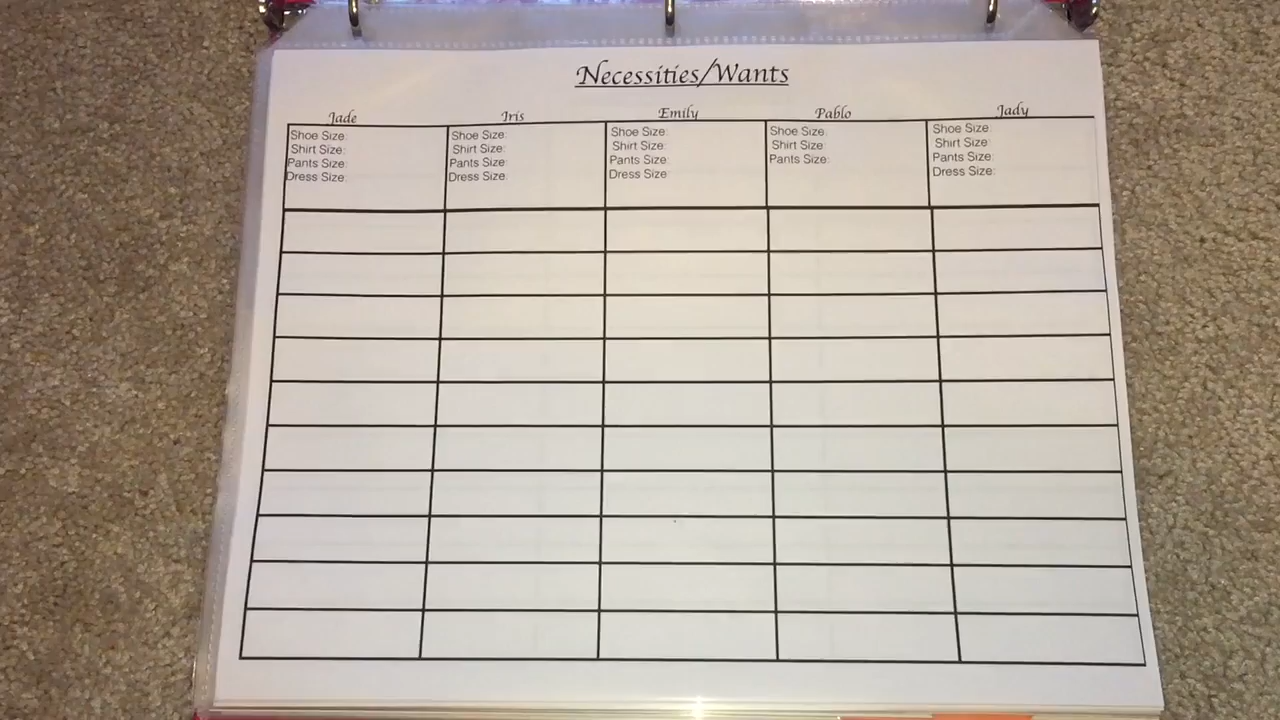 Necessities/Wants
Jade Iris Emily Pablo Jady
Shoe Size: Shoe Size: Shoe Size: Shoe Size: Shoe Size:
Shirt Size: Shirt Size: Shirt Size: Shirt Size: Shirt Size:
Pants Size: Pants Size: Pants Size: Pants Size: Pants Size:
Dress Size: Dress Size: Dress Size: Dress Size: